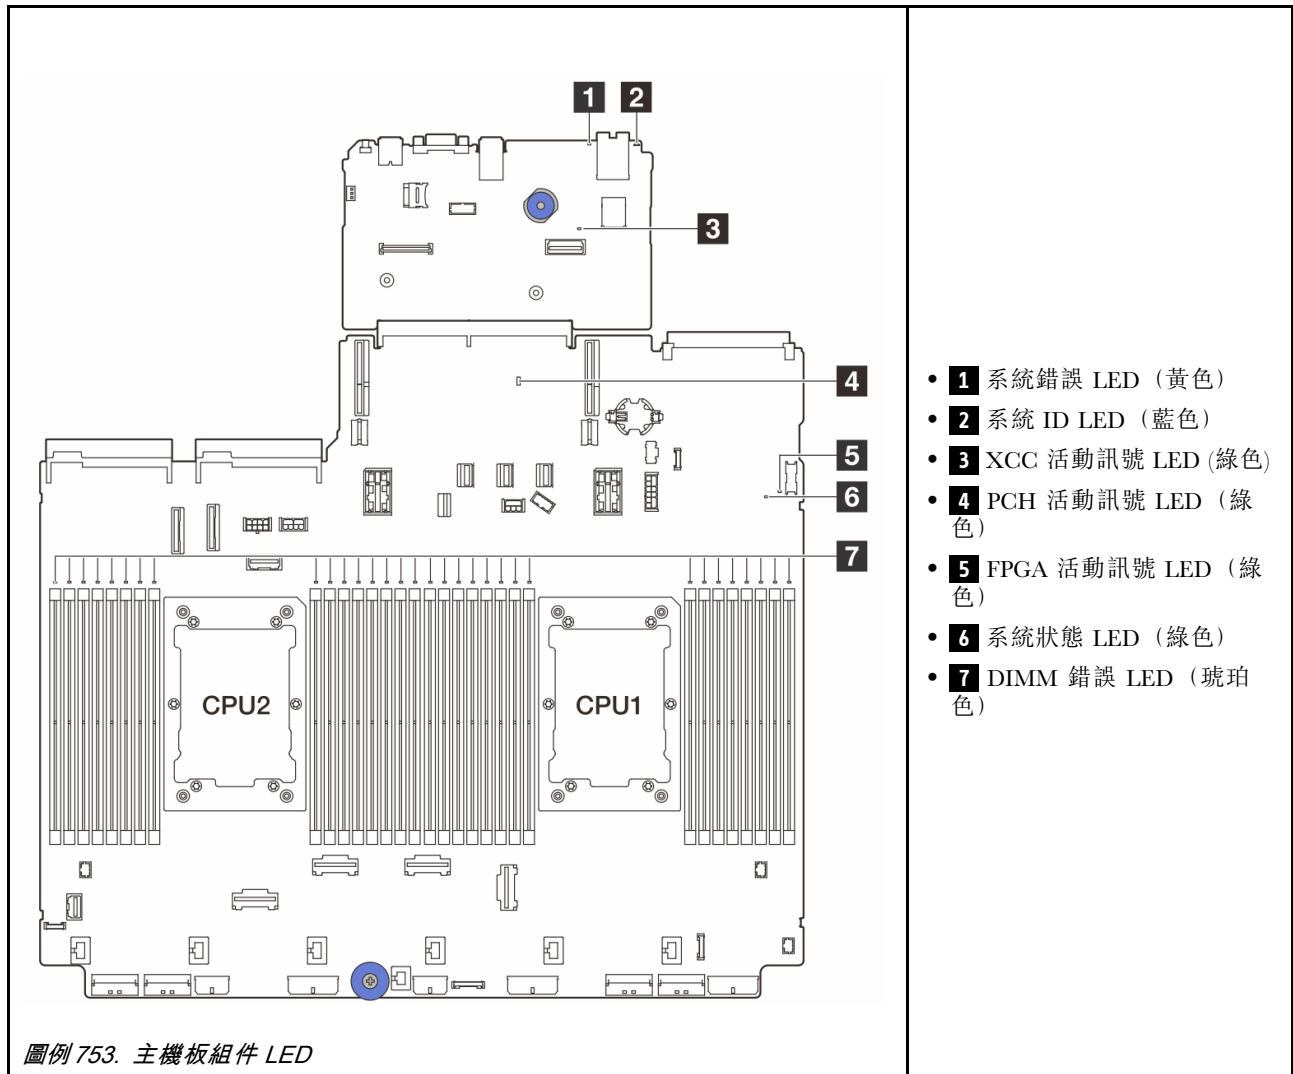 1 2
3
4
5
6
7
CPU2 CPU1
圖例 753. 主機板組件 LED
• 1 系統錯誤 LED（黃色）
• 2 系統 ID LED（藍色）
• 3 XCC 活動訊號 LED (綠色)
• 4 PCH 活動訊號 LED（綠
色）
• 5 FPGA 活動訊號 LED（綠
色）
• 6 系統狀態 LED（綠色）
• 7 DIMM 錯誤 LED（琥珀
色）